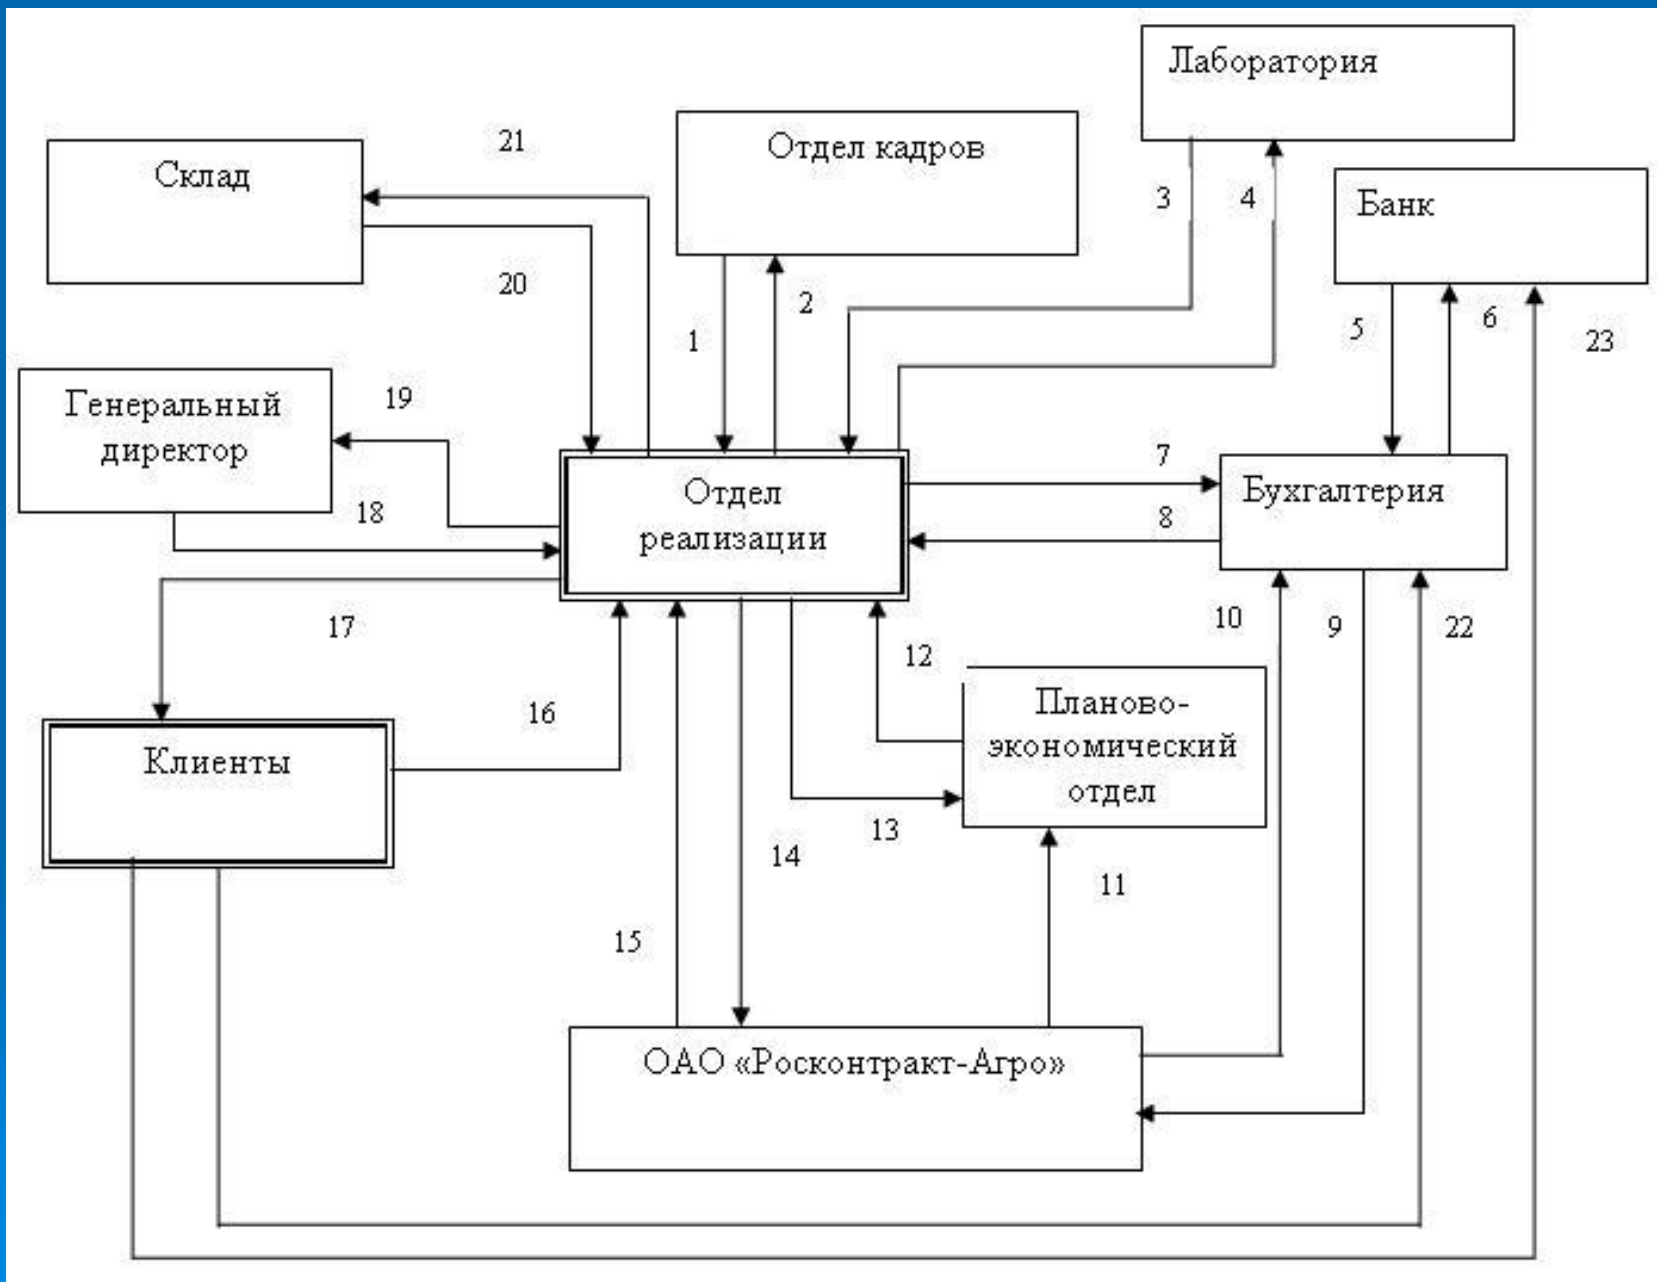 Лаборатория
21
Отдел кадров
Склад
3
4
Банк
20
2
1
5
6
23
Генеральный
директор
19
18
7
Отдел
реализации
Бухгалтерия
8
17
10
9
22
12
16
Планово-
экономический
отдел
Клиенты
13
14
11
15
ОАО «Росконтракт-Агро»